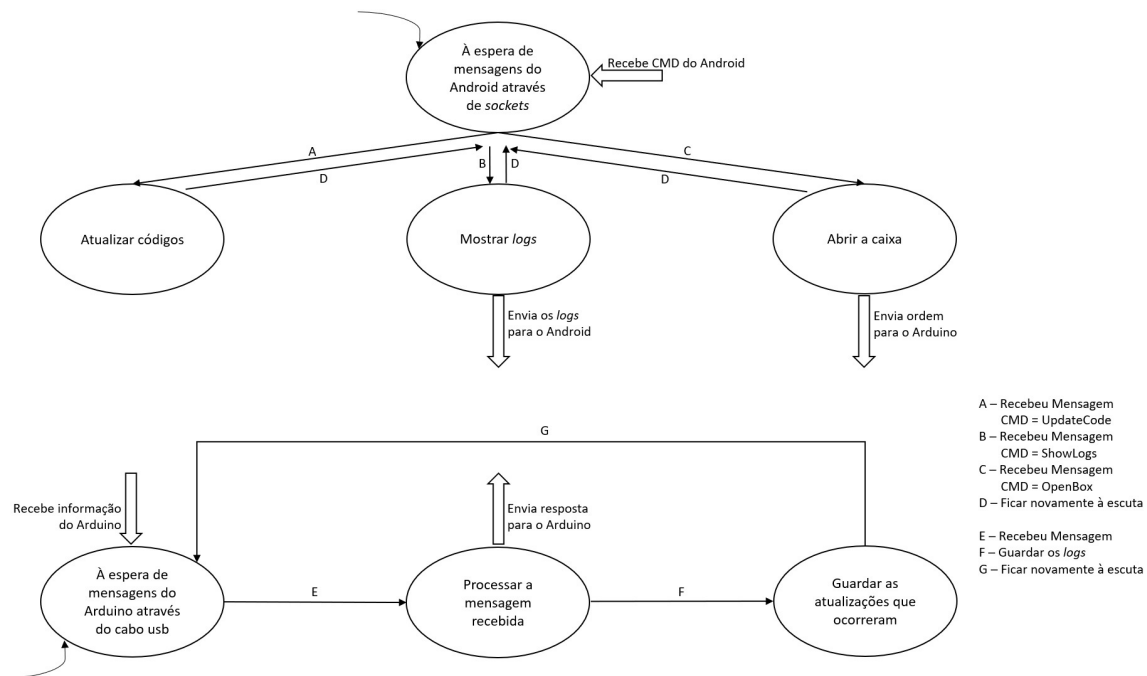 À espera de
mensagens do
Android através
de sockets
Recebe CMD do Android
A
D
B
D
C
D
Atualizar códigos
Mostrar logs
Abrir a caixa
Envia os logs
para o Android
Envia ordem
para o Arduino
A – Recebeu Mensagem
CMD = UpdateCode
B – Recebeu Mensagem
CMD = ShowLogs
C – Recebeu Mensagem
CMD = OpenBox
D – Ficar novamente à escuta
E – Recebeu Mensagem
F – Guardar os logs
G – Ficar novamente à escuta
G
Recebe informação
do Arduino
Envia resposta
para o Arduino
À espera de
mensagens do
Arduino através
do cabo usb
E
Processar a
mensagem
recebida
F
Guardar as
atualizações que
ocorreram